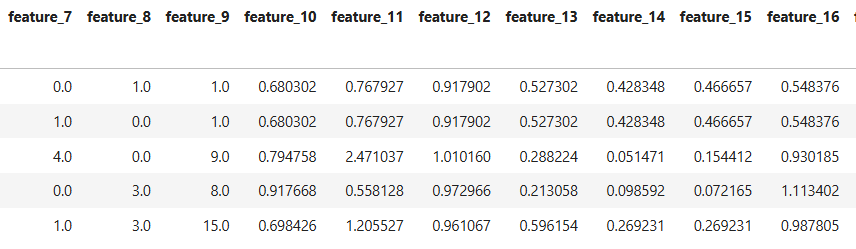 feature_7 feature_8 feature_9 feature_10 feature_11 feature_12 feature_13 feature_14 feature_15 feature_16
0.0 1.0 1.0 0.680302 0.767927 0.917902 0.527302 0.428348 0.466657 0.548376
1.0 0.0 1.0 0.680302 0.767927 0.917902 0.527302 0.428348 0.466657 0.548376
4.0 0.0 9.0 0.794758 2.471037 1.010160 0.288224 0.051471 0.154412 0.930185
0.0 3.0 8.0 0.917668 0.558128 0.972966 0.213058 0.098592 0.072165 1.113402
1.0 3.0 15.0 0.698426 1.205527 0.961067 0.596154 0.269231 0.269231 0.987805